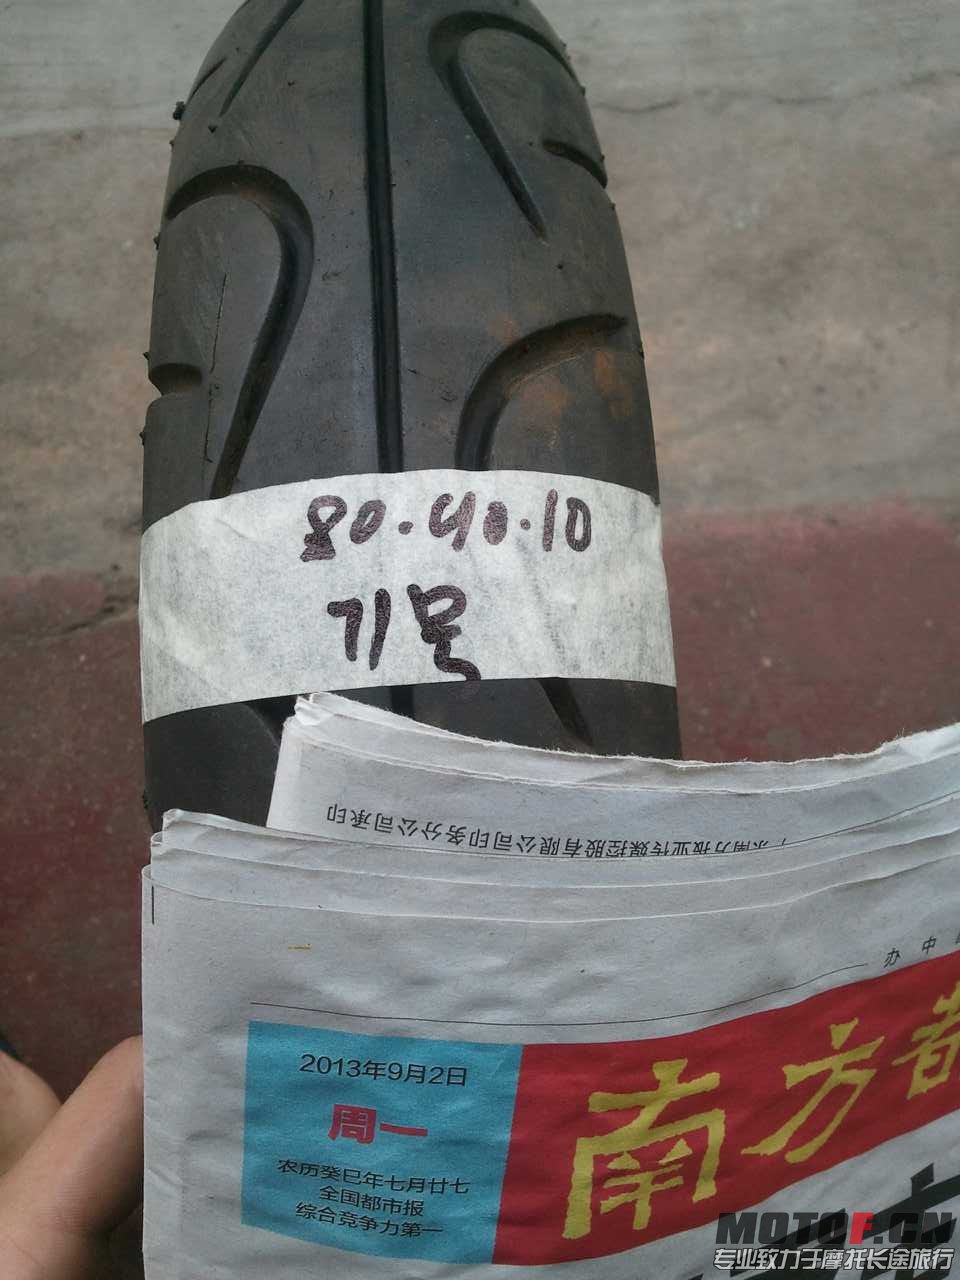 80.90.10
71号
广东南方报业传媒控股有限公司印务分公司承印
办 中
2013年9月2日
周一
农历癸巳年七月廿七
全国都市报
综合竞争力第一
南方都
MOTOF.CN
专业致力于摩托长途旅行